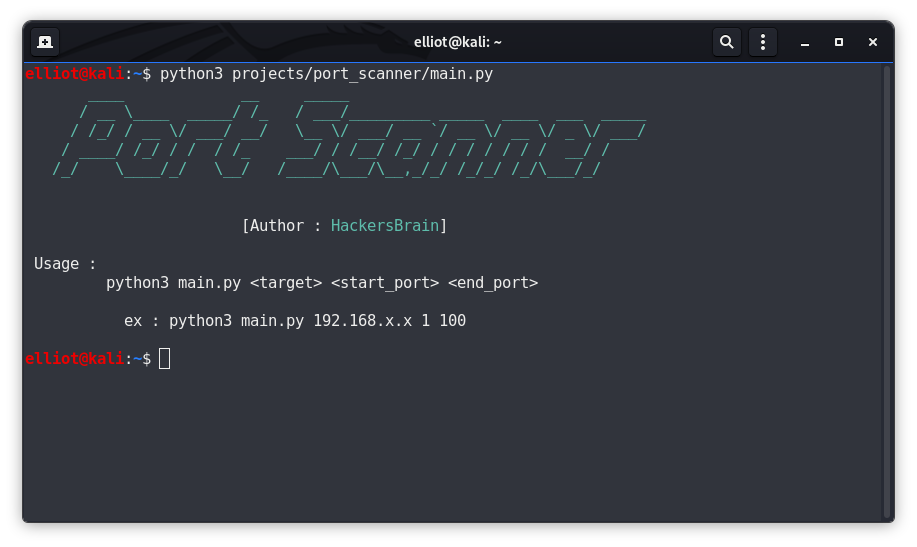 elliot@kali: ~
elliot@kali:~$ python3 projects/port_scanner/main.py
Port Scanner
[Author : HackersBrain]
Usage :
python3 main.py <target> <start_port> <end_port>
ex : python3 main.py 192.168.x.x 1 100
elliot@kali:~$